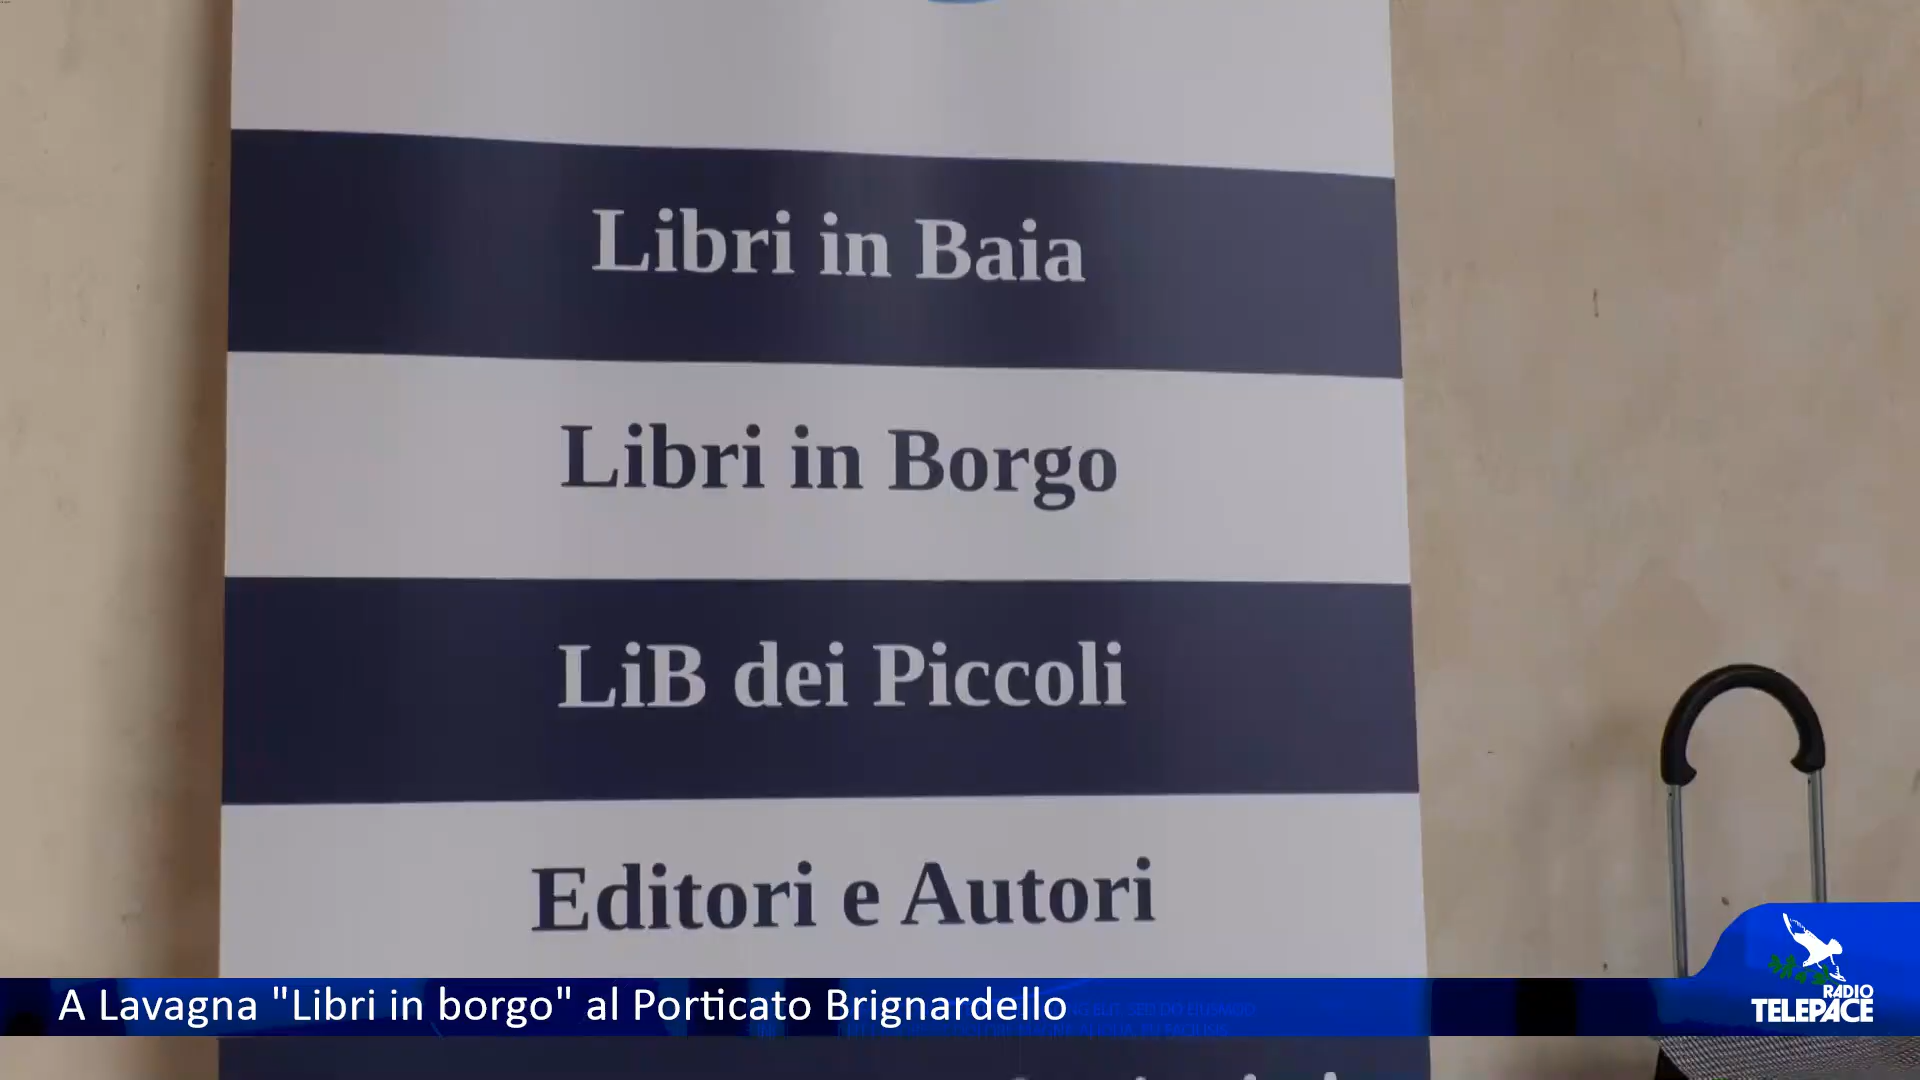 Libri in Baia
Libri in Borgo
LiB dei Piccoli
Editori e Autori
A Lavagna "Libri in borgo" al Porticato Brignardello
RADIO
TELEPACE